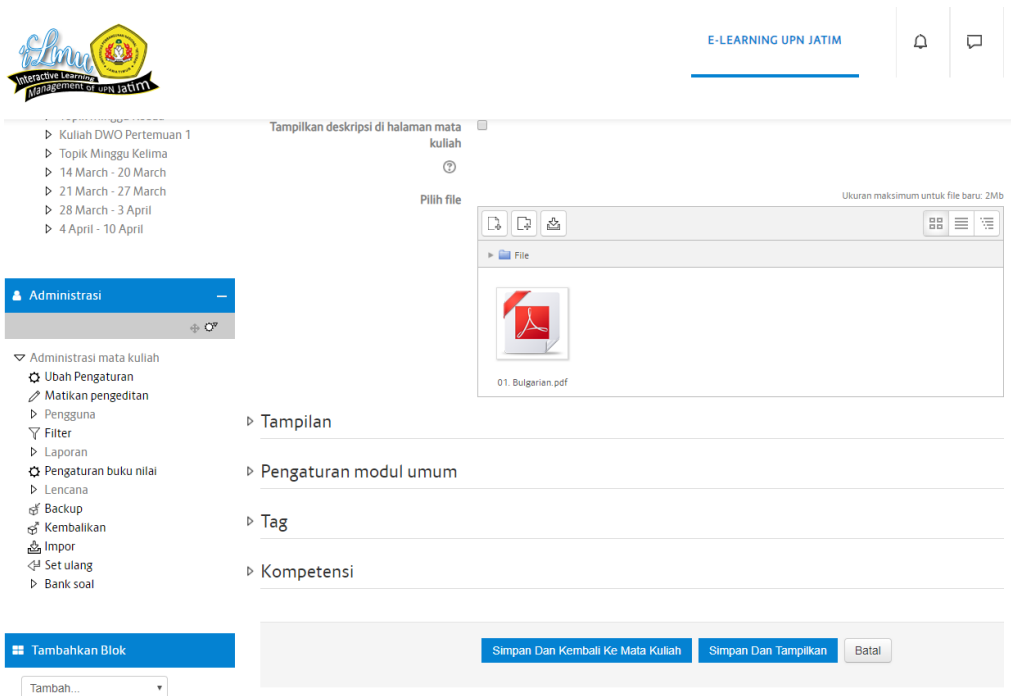 iLmu
Interactive Learning
Management of UPN Jatim
E-LEARNING UPN JATIM
Kuliah DWO Pertemuan 1
Topik Minggu Kelima
14 March - 20 March
21 March - 27 March
28 March - 3 April
4 April - 10 April
Administrasi
Administrasi mata kuliah
Ubah Pengaturan
Matikan pengeditan
Pengguna
Filter
Laporan
Pengaturan buku nilai
Lencana
Backup
Kembalikan
Impor
Set ulang
Bank soal
Tambahkan Blok
Tambah...
Tampilkan deskripsi di halaman mata
kuliah
Pilih file
Ukuran maksimum untuk file baru: 2Mb
File
01. Bulgarian.pdf
Tampilan
Pengaturan modul umum
Tag
Kompetensi
Simpan Dan Kembali Ke Mata Kuliah
Simpan Dan Tampilkan
Batal